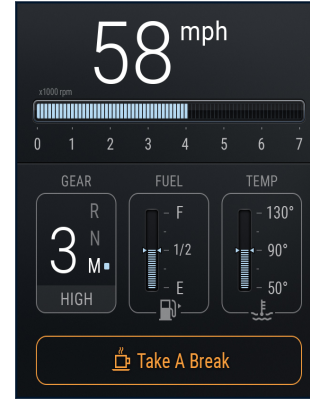 58 mph
x1000 rpm
0 1 2 3 4 5 6 7
GEAR FUEL TEMP
R F 130°
3 N 1/2 90°
M E 50°
HIGH
Take A Break